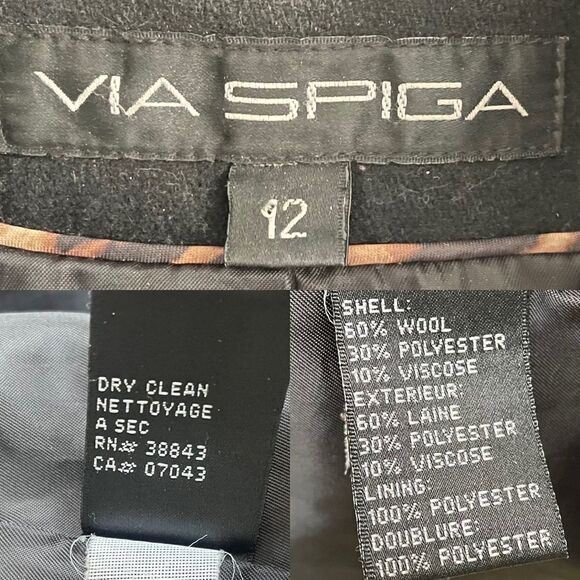 VIA SPIGA
12
DRY CLEAN
NETTOYAGE
A SEC
RN# 38843
CA# 07043
SHELL:
60% WOOL
30% POLYESTER
10% VISCOSE
EXTERIEUR:
60% LAINE
30% POLYESTER
10% VISCOSE
LINING:
100% POLYESTER
DOUBLURE:
100% POLYESTER